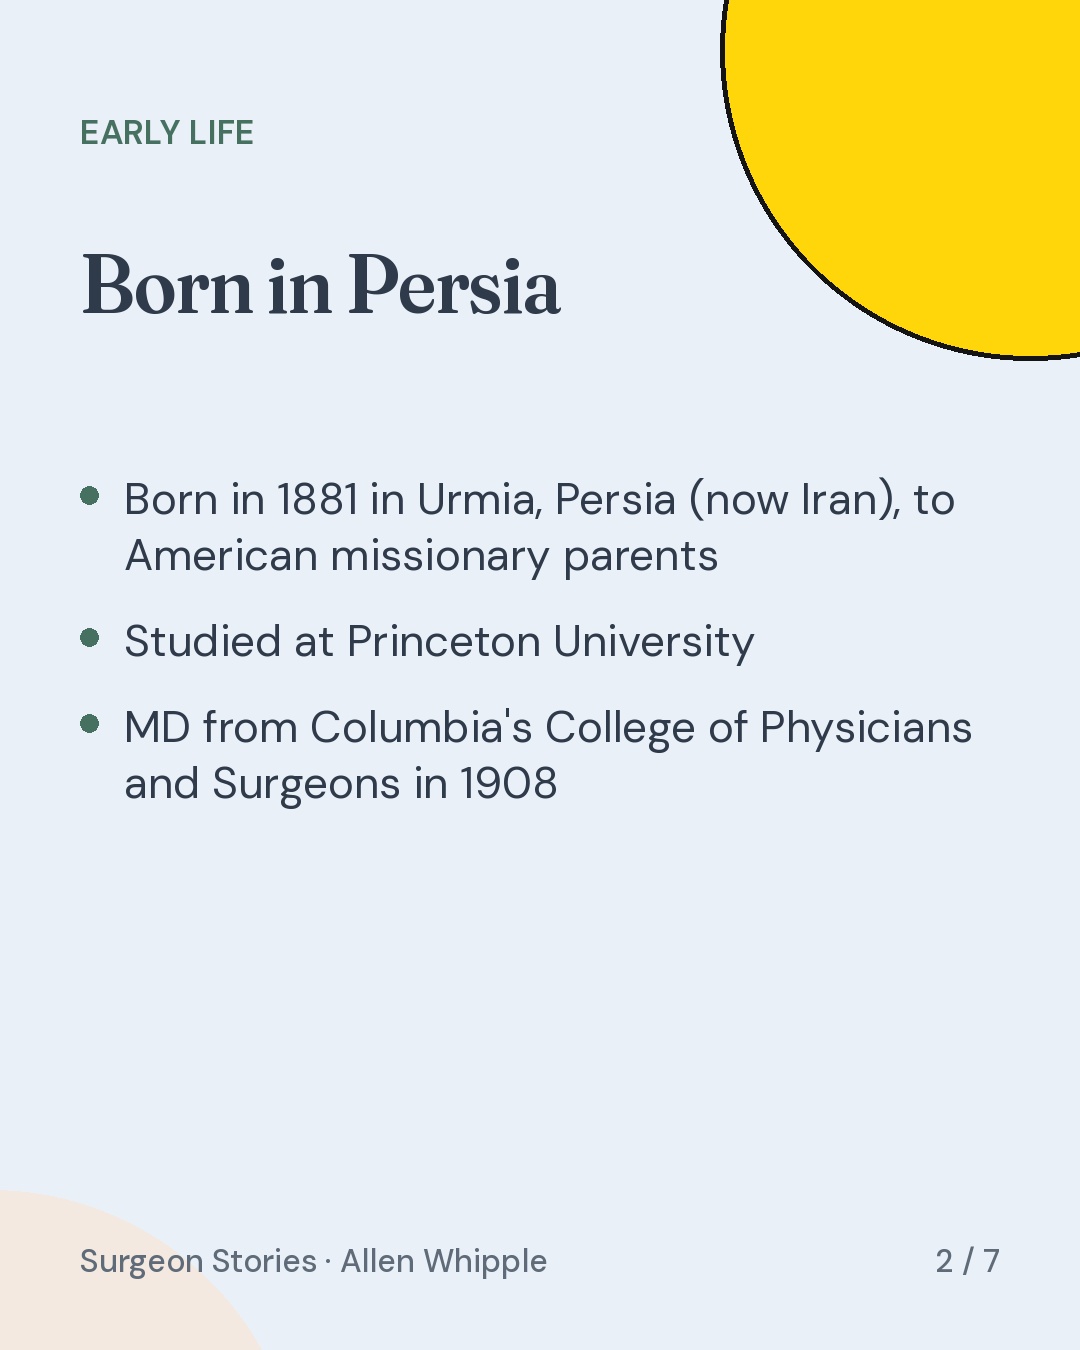 EARLY LIFE
Born in Persia
Born in 1881 in Urmia, Persia (now Iran), to
American missionary parents
Studied at Princeton University
MD from Columbia's College of Physicians
and Surgeons in 1908
Surgeon Stories · Allen Whipple
2 / 7